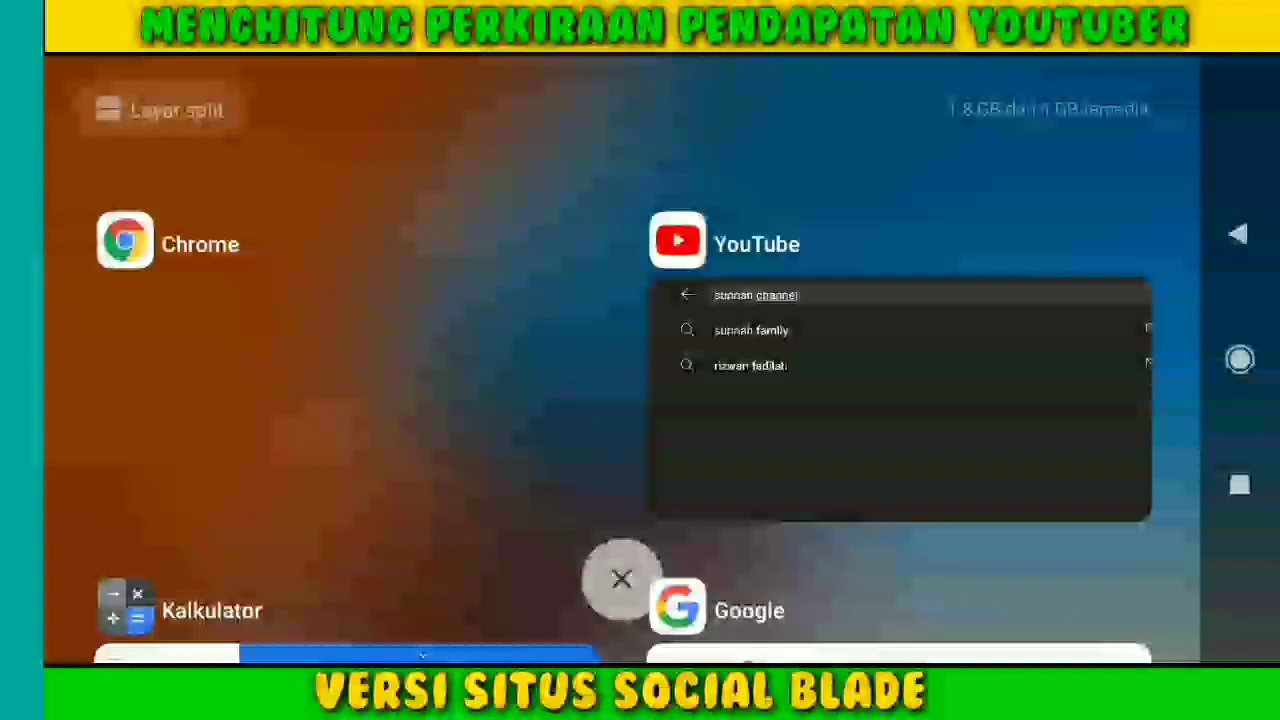 MENGHITUNG PERKIRAAN PENDAPATAN YOUTUBER
Layar split
Chrome
YouTube
sunnah channel
sunnah family
rizwan fadilah
Kalkulator
Google
VERSI SITUS SOCIAL BLADE